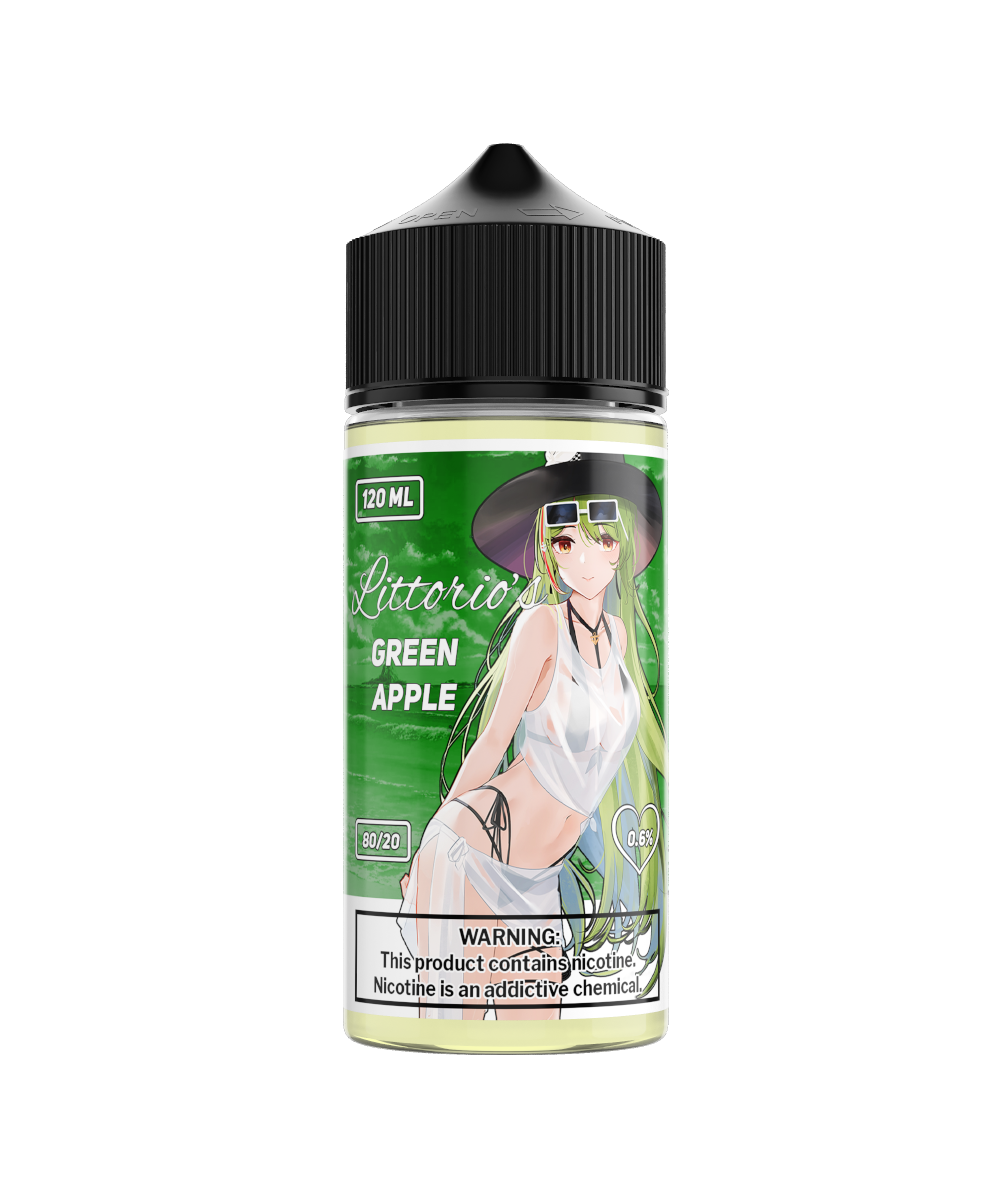 OPEN
120 ML
Littorio's
GREEN
APPLE
80/20
0.6%
WARNING:
This product contains nicotine.
Nicotine is an addictive chemical.